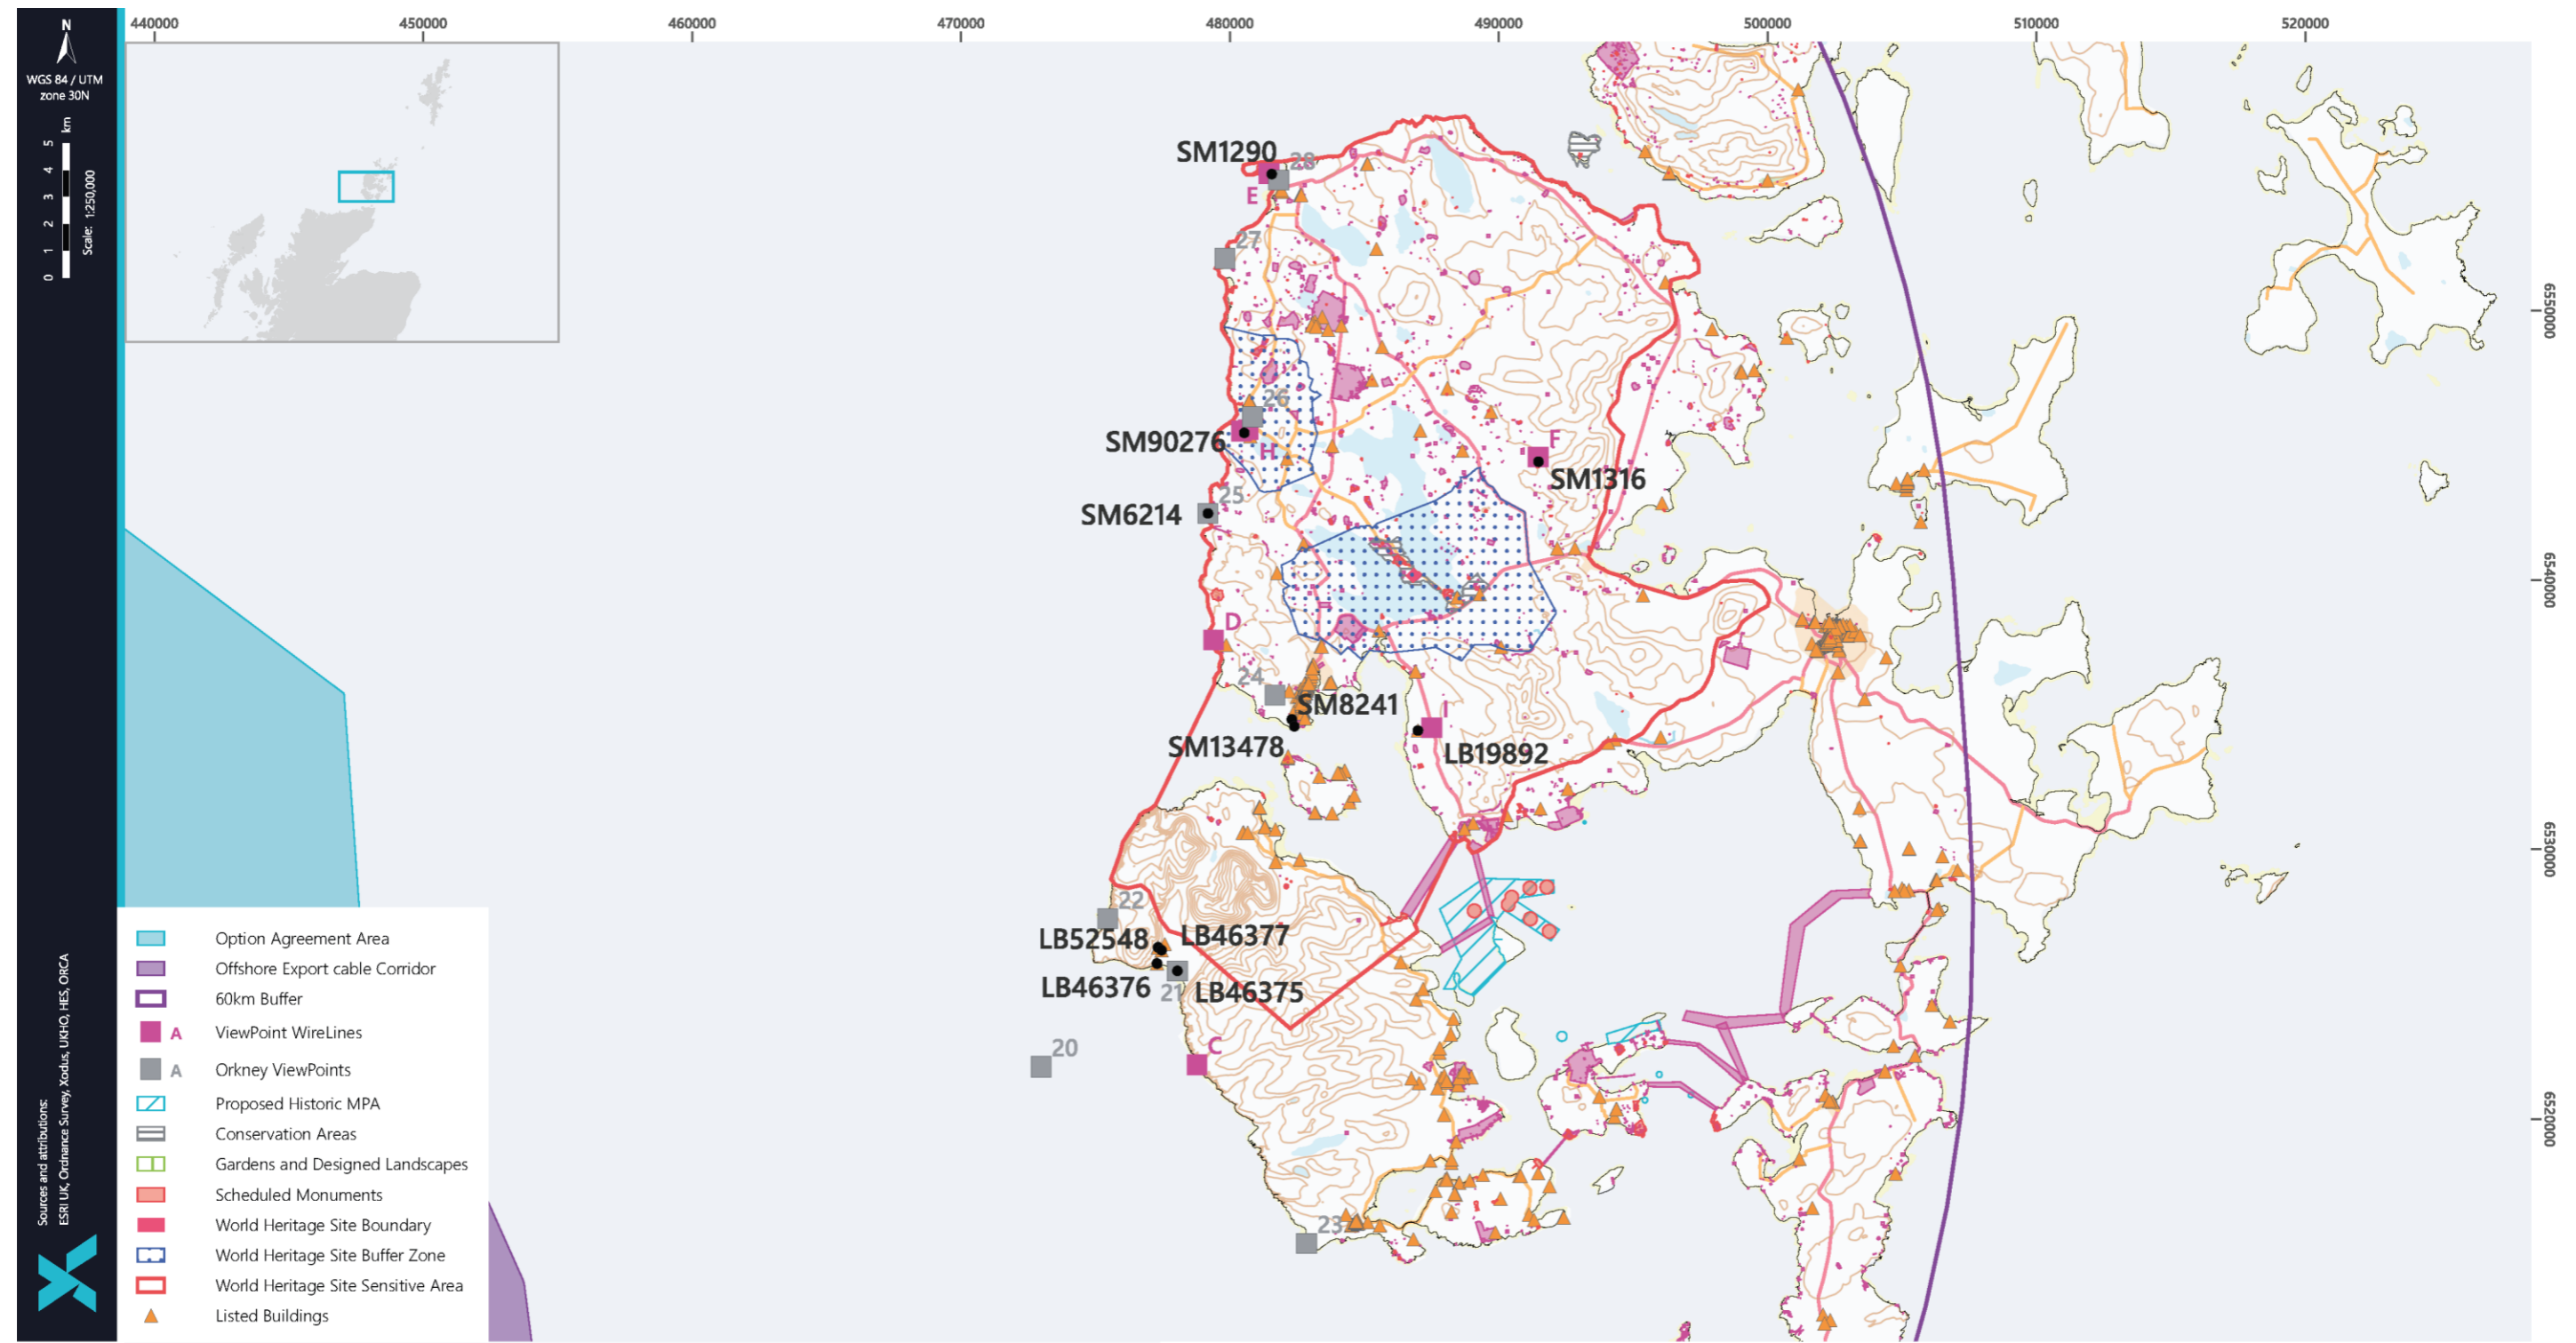 440000 450000 460000 470000 480000 490000 500000 510000 520000
N
WGS 84 / UTM
zone 30N
km
5
4
3
2
1
0
Scale: 1:250,000
SM1290
28
E
27
6550000
26
SM90276
H
F
SM1316
25
SM6214
6540000
D
24
SM8241
I
SM13478
LB19892
6530000
22
LB52548
LB46377
LB46376
21
LB46375
20
C
6520000
23
Option Agreement Area
Offshore Export cable Corridor
60km Buffer
A ViewPoint WireLines
A Orkney ViewPoints
Proposed Historic MPA
Conservation Areas
Gardens and Designed Landscapes
Scheduled Monuments
World Heritage Site Boundary
World Heritage Site Buffer Zone
World Heritage Site Sensitive Area
Listed Buildings
Sources and attributions:
ESRI UK, Ordnance Survey, Xodus, UKHO, HES, ORCA